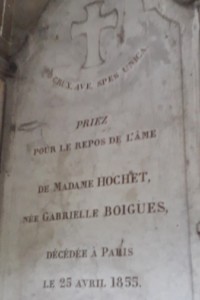 O CRUX AVE SPES UNICA
PRIEZ
POUR LE REPOS DE L'ÂME
DE MADAME HOCHET,
NÉE GABRIELLE BOIGUES,
DÉCÉDÉE À PARIS
LE 25 AVRIL 1855.